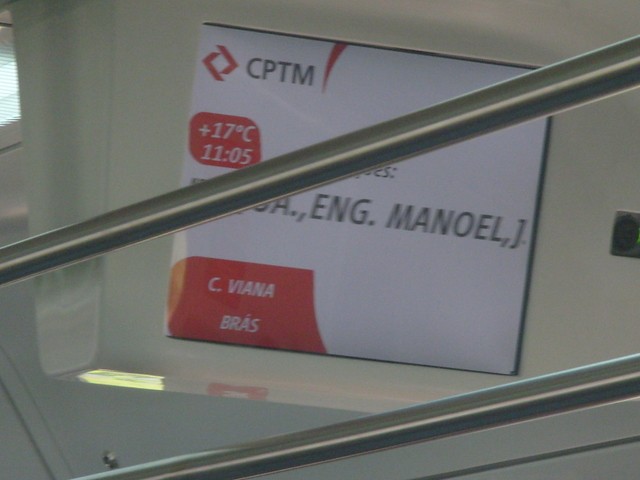 CPTM
+17°C
11:05
ENG. MANOEL,J
C. VIANA
BRÁS